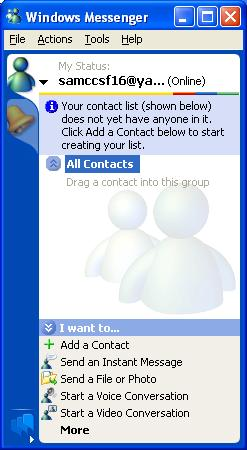 Windows Messenger
File Actions Tools Help
My Status:
samccsf16@ya... (Online)
Your contact list (shown below)
does not yet have anyone in it.
Click Add a Contact below to start
creating your list.
All Contacts
Drag a contact into this group
I want to...
Add a Contact
Send an Instant Message
Send a File or Photo
Start a Voice Conversation
Start a Video Conversation
More